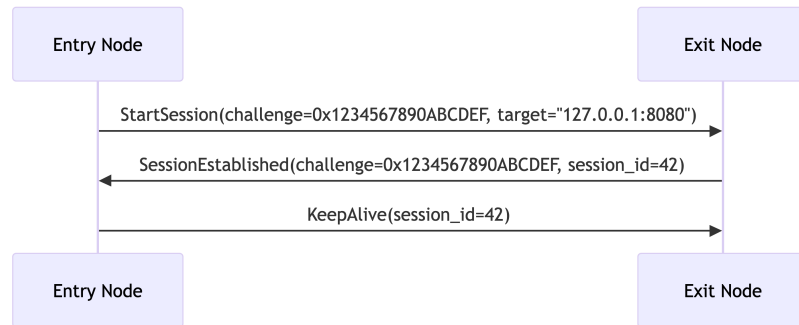 Entry Node
Exit Node
StartSession(challenge=0x1234567890ABCDEF, target="127.0.0.1:8080")
SessionEstablished(challenge=0x1234567890ABCDEF, session_id=42)
KeepAlive(session_id=42)
Entry Node
Exit Node